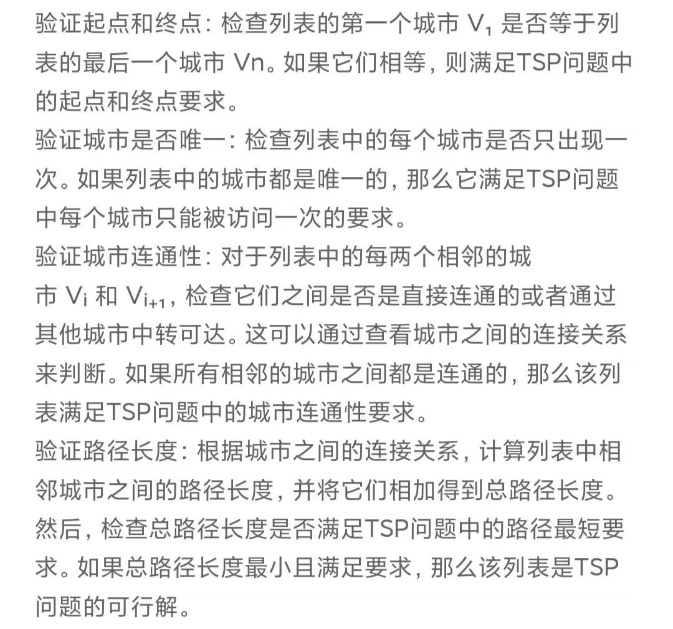 验证起点和终点：检查列表的第一个城市 V₁ 是否等于列
表的最后一个城市 Vn。如果它们相等，则满足TSP问题中
的起点和终点要求。
验证城市是否唯一：检查列表中的每个城市是否只出现一
次。如果列表中的城市都是唯一的，那么它满足TSP问题
中每个城市只能被访问一次的要求。
验证城市连通性：对于列表中的每两个相邻的城
市 Vi 和 Vi₊₁，检查它们之间是否是直接连通的或者通过
其他城市中转可达。这可以通过查看城市之间的连接关系
来判断。如果所有相邻的城市之间都是连通的，那么该列
表满足TSP问题中的城市连通性要求。
验证路径长度：根据城市之间的连接关系，计算列表中相
邻城市之间的路径长度，并将它们相加得到总路径长度。
然后，检查总路径长度是否满足TSP问题中的路径最短要
求。如果总路径长度最小且满足要求，那么该列表是TSP
问题的可行解。